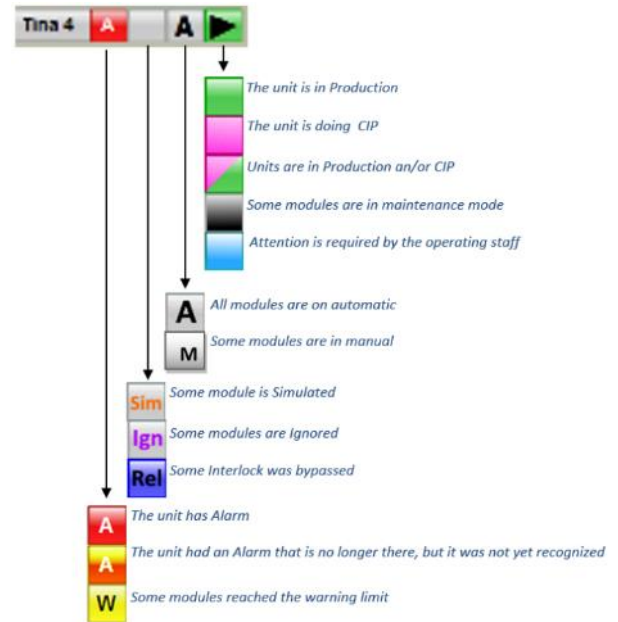 Tina 4 A A
The unit is in Production
The unit is doing CIP
Units are in Production an/or CIP
Some modules are in maintenance mode
Attention is required by the operating staff
A All modules are on automatic
M Some modules are in manual
Sim Some module is Simulated
Ign Some modules are Ignored
Rel Some Interlock was bypassed
A The unit has Alarm
A The unit had an Alarm that is no longer there, but it was not yet recognized
W Some modules reached the warning limit